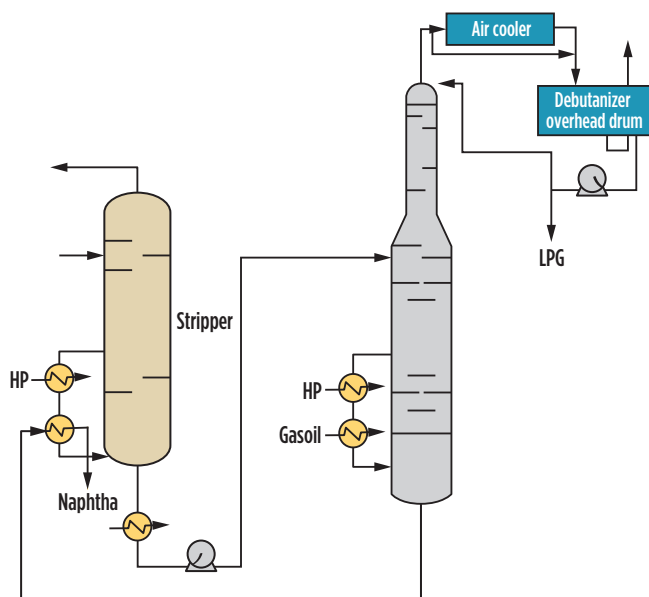 Air cooler
Debutanizer
overhead drum
LPG
Stripper
HP
HP
Gasoil
Naphtha